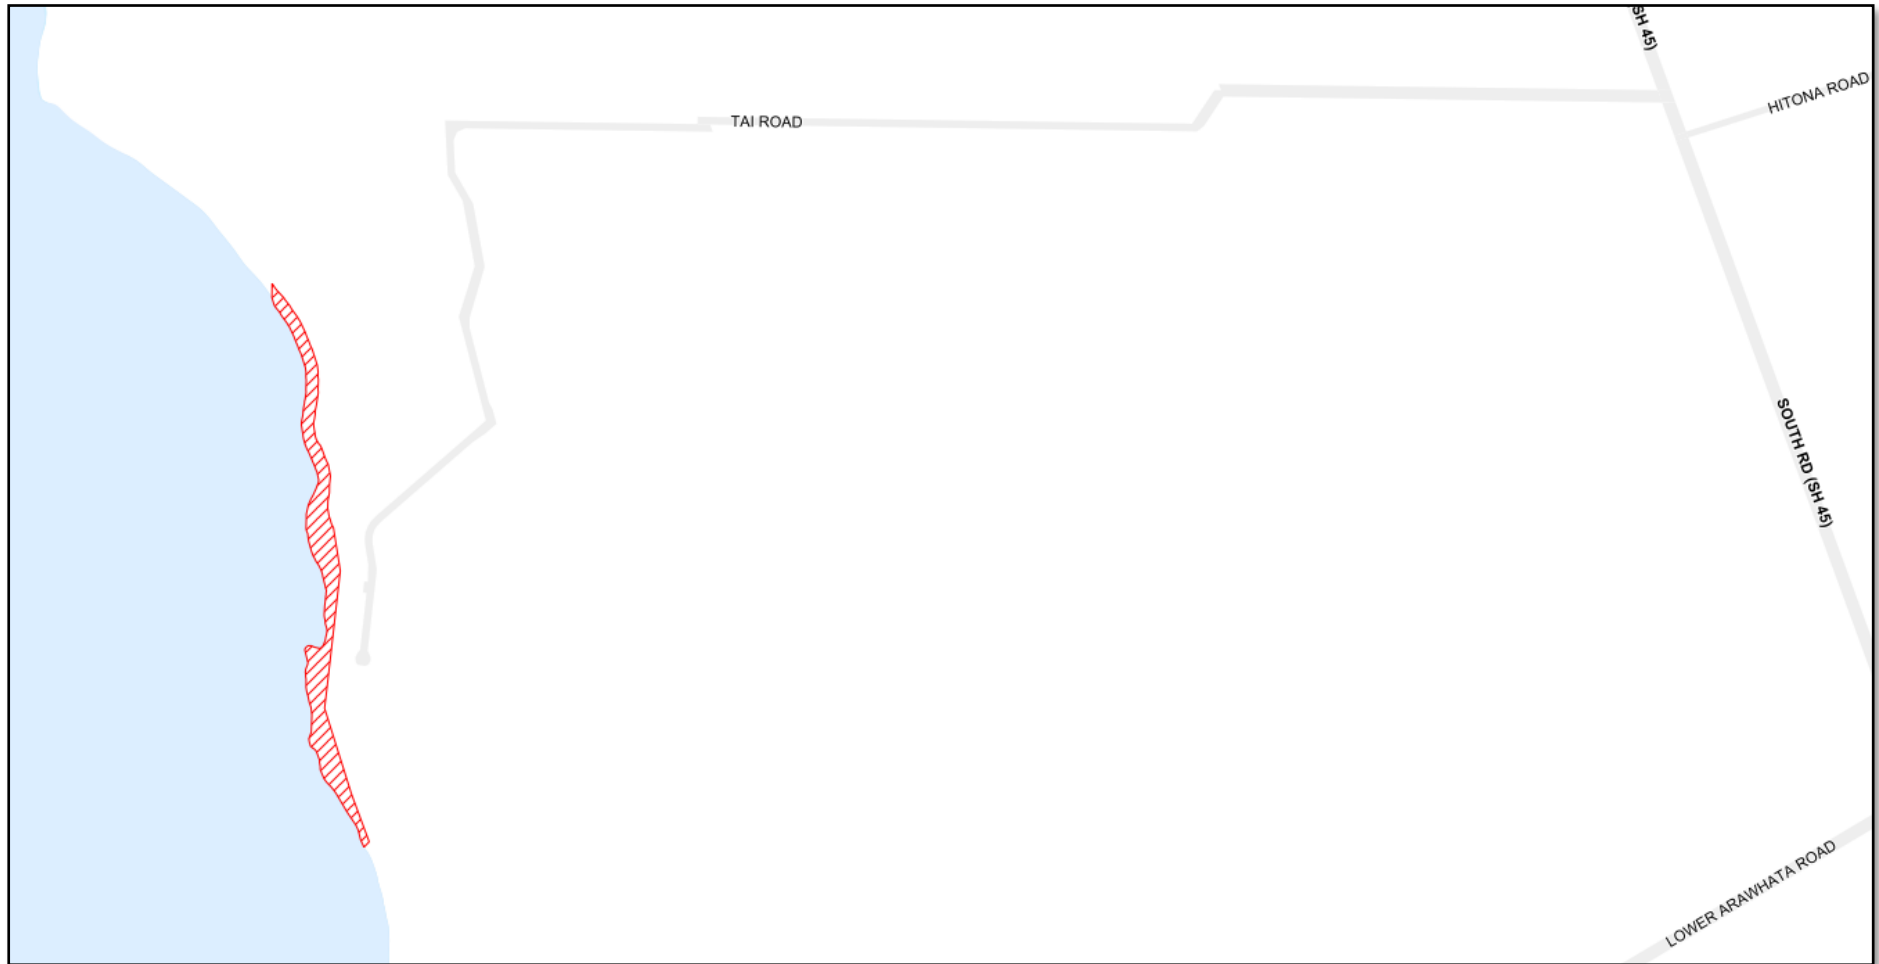 SH 45)
HITONA ROAD
TAI ROAD
SOUTH RD (SH 45)
LOWER ARAWHATA ROAD